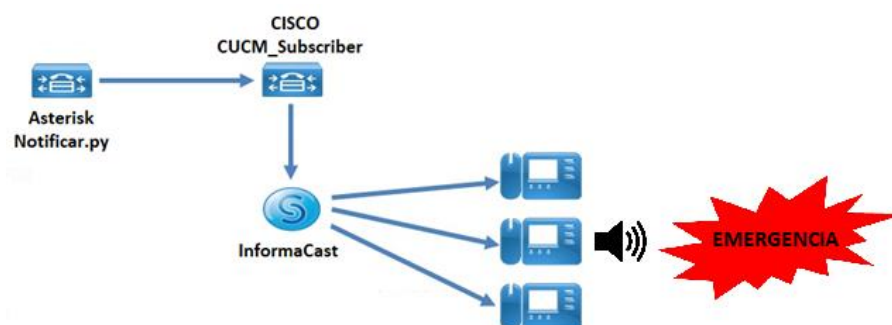 CISCO
CUCM_Subscriber
Asterisk
Notificar.py
InformaCast
EMERGENCIA